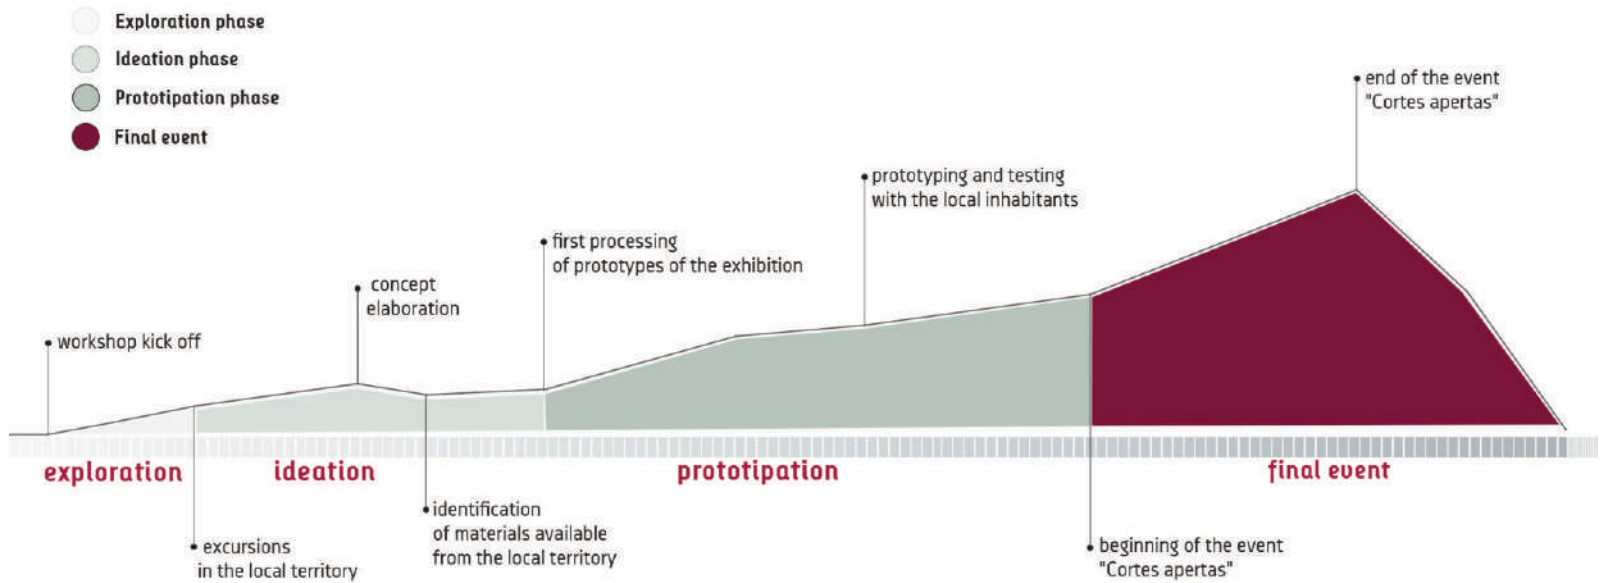 Exploration phase
Ideation phase
Prototipation phase
Final event
end of the event
"Cortes apertas"
prototyping and testing
with the local inhabitants
first processing
of prototypes of the exhibition
concept
elaboration
workshop kick off
exploration
ideation
prototipation
final event
identification
of materials available
from the local territory
excursions
in the local territory
beginning of the event
"Cortes apertas"